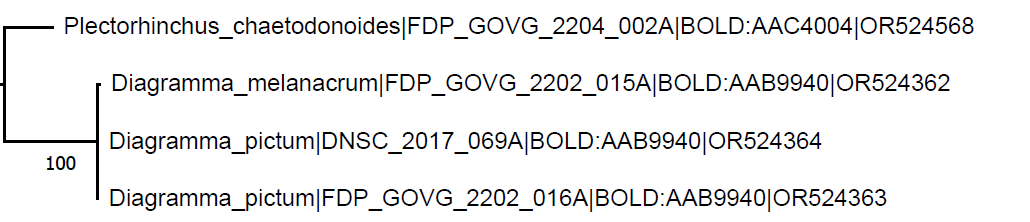 Plectorhinchus_chaetodonoides|FDP_GOVG_2204_002A|BOLD:AAC4004|OR524568
Diagramma_melanacrum|FDP_GOVG_2202_015A|BOLD:AAB9940|OR524362
Diagramma_pictum|DNSC_2017_069A|BOLD:AAB9940|OR524364
100
Diagramma_pictum|FDP_GOVG_2202_016A|BOLD:AAB9940|OR524363